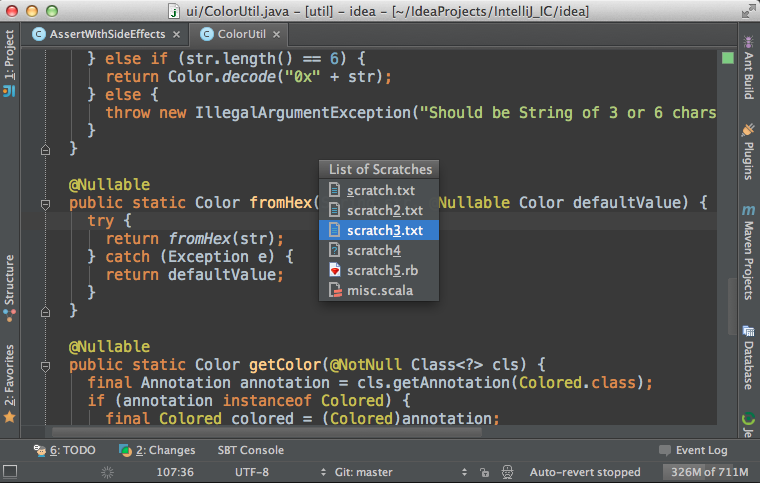 ui/ColorUtil.java - [util] - idea - [~/IdeaProjects/IntelliJ_IC/idea]
AssertWithSideEffects
ColorUtil
1: Project
Structure
2: Favorites
} else if (str.length() == 6) {
return Color.decode("0x" + str);
} else {
throw new IllegalArgumentException("Should be String of 3 or 6 chars
}
}
@Nullable
public static Color fromHex( Nullable Color defaultValue) {
try {
return fromHex(str);
} catch (Exception e) {
return defaultValue;
}
}
@Nullable
public static Color getColor(@NotNull Class<?> cls) {
final Annotation annotation = cls.getAnnotation(Colored.class);
if (annotation instanceof Colored) {
final Colored colored = (Colored)annotation;
List of Scratches
scratch.txt
scratch2.txt
scratch3.txt
scratch4
scratch5.rb
misc.scala
Ant Build
Plugins
Maven Projects
Database
Je
6: TODO
2: Changes
SBT Console
Event Log
107:36
UTF-8
Git: master
Auto-revert stopped
326M of 711M